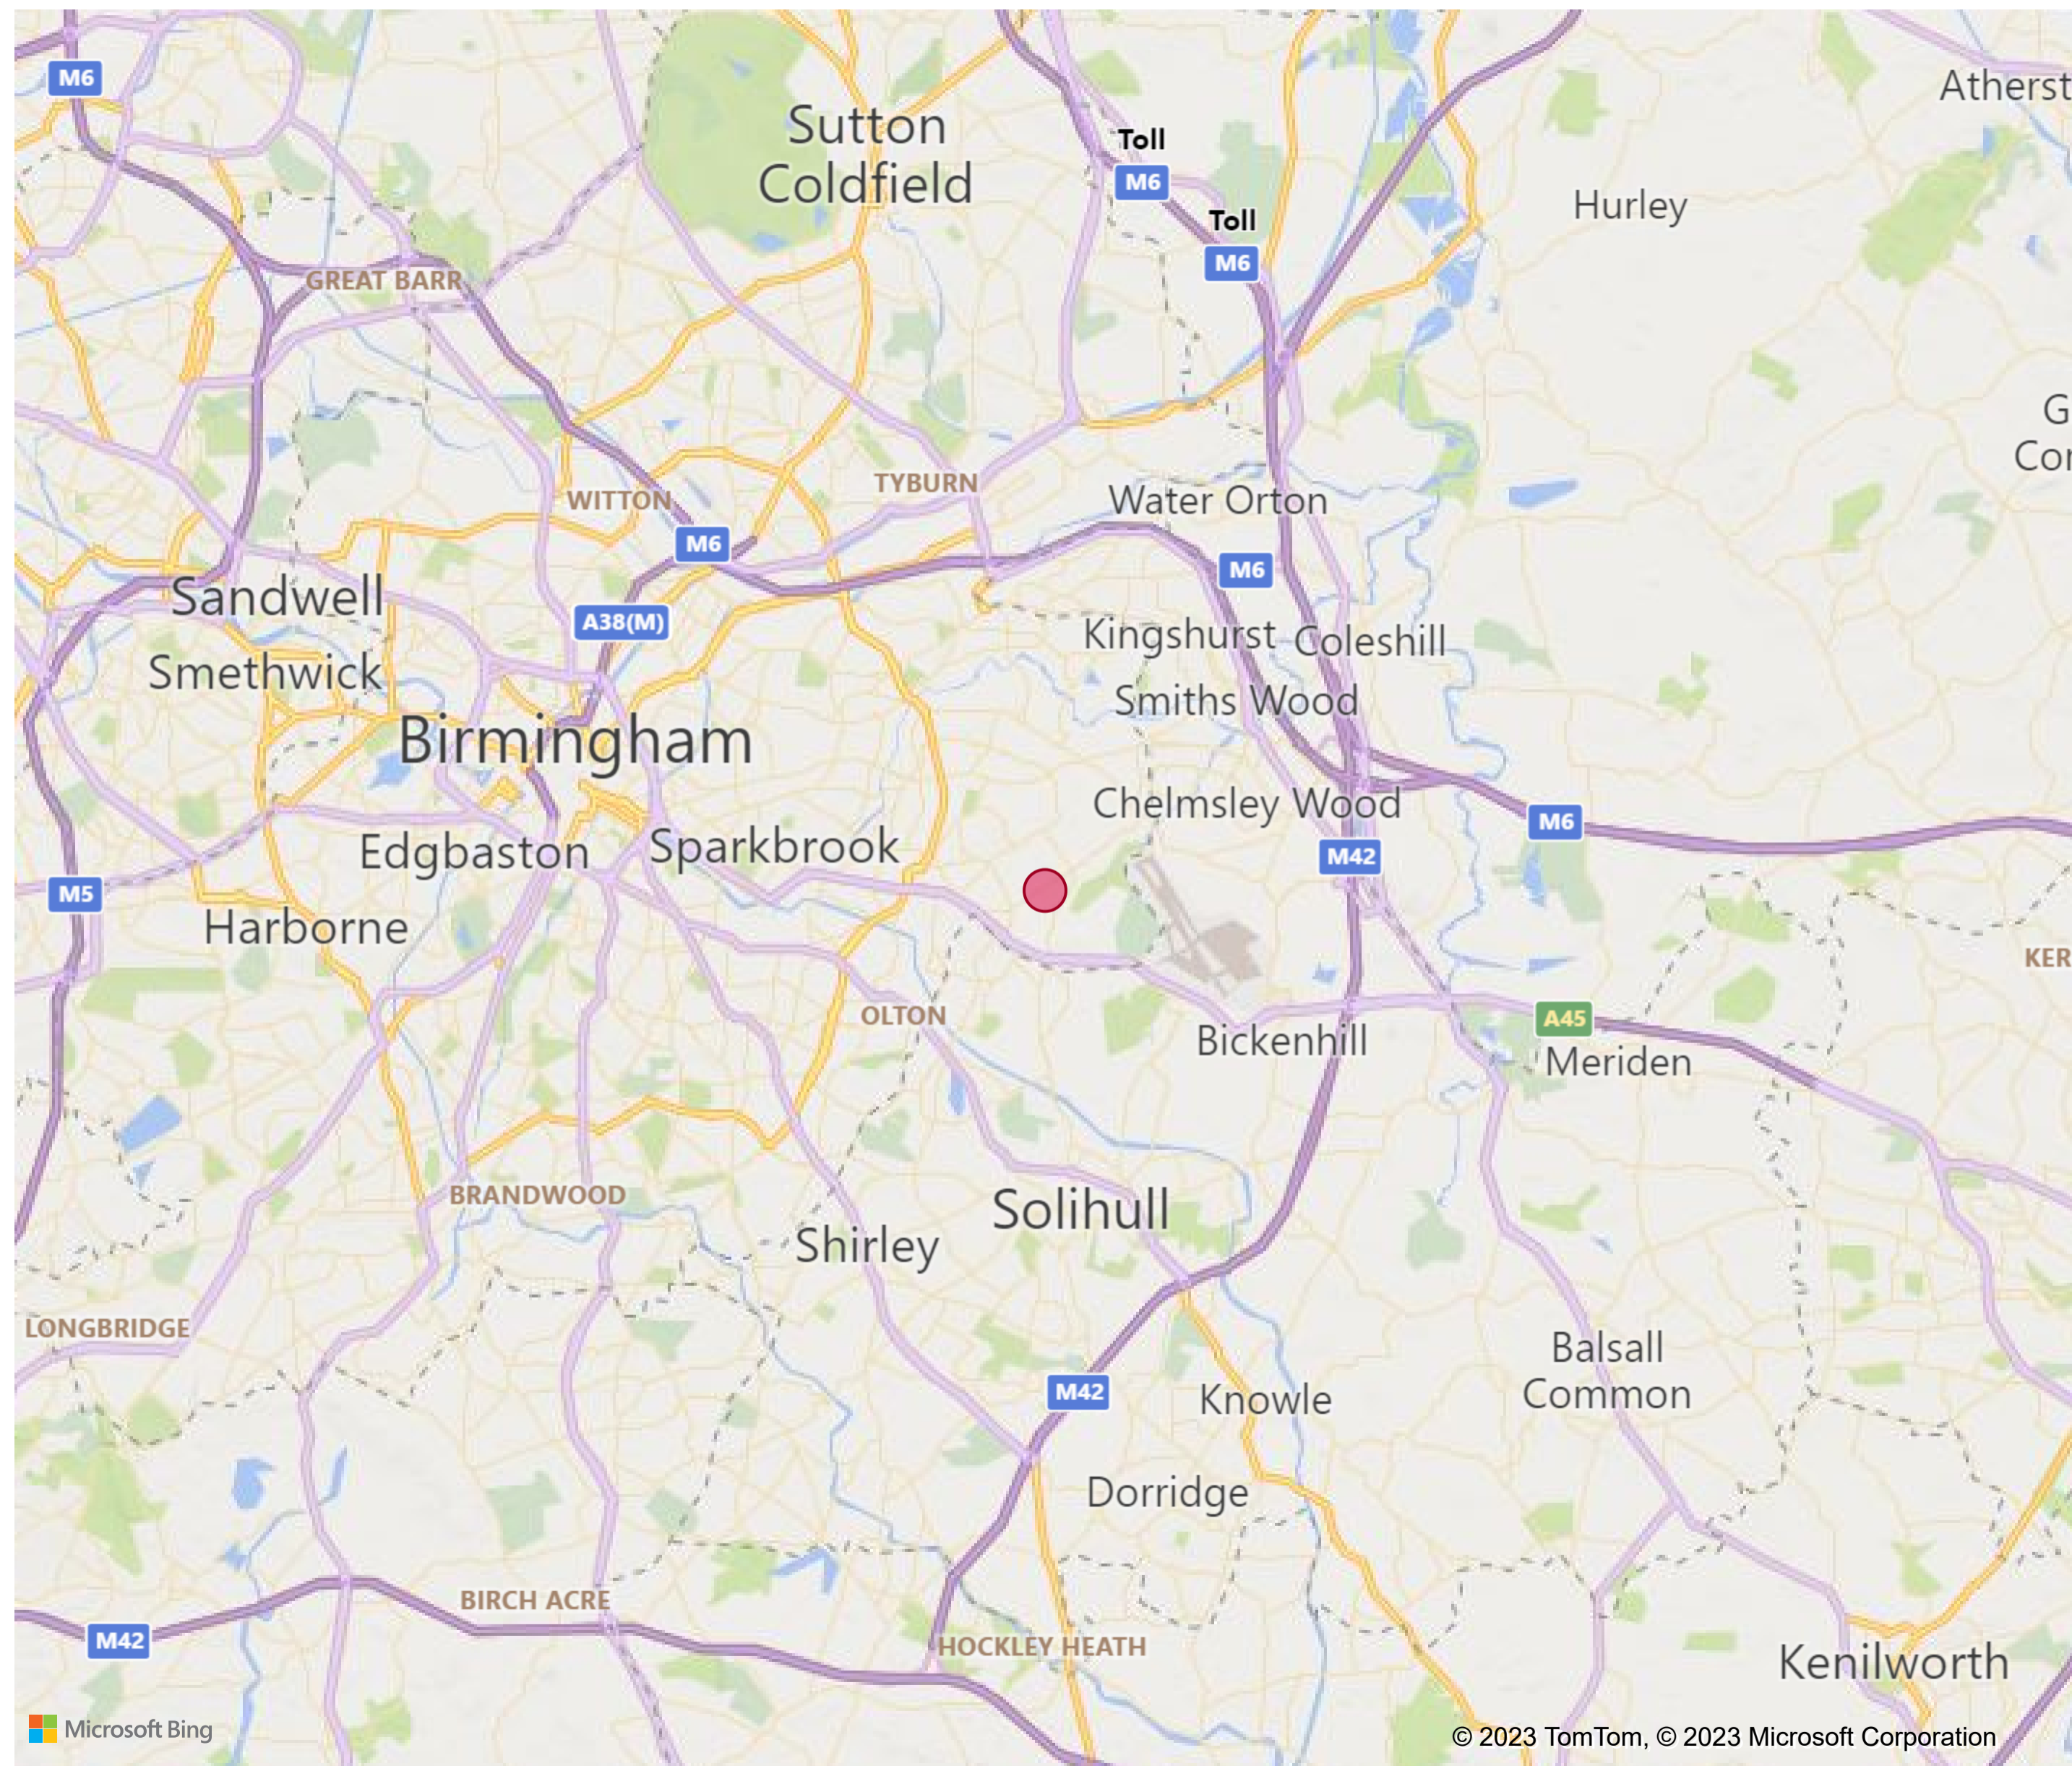 M6
Atherst
Sutton
Coldfield
Toll
M6
Hurley
Toll
M6
GREAT BARR
G
Cor
WITTON
TYBURN
Water Orton
M6
M6
Sandwell
A38(M)
Kingshurst
Coleshill
Smethwick
Smiths Wood
Birmingham
Chelmsley Wood
M6
Edgbaston
Sparkbrook
M42
M5
Harborne
KER
OLTON
A45
Bickenhill
Meriden
BRANDWOOD
Solihull
Shirley
LONGBRIDGE
Balsall
Common
M42
Knowle
Dorridge
BIRCH ACRE
M42
HOCKLEY HEATH
Kenilworth
Microsoft Bing
© 2023 TomTom, © 2023 Microsoft Corporation